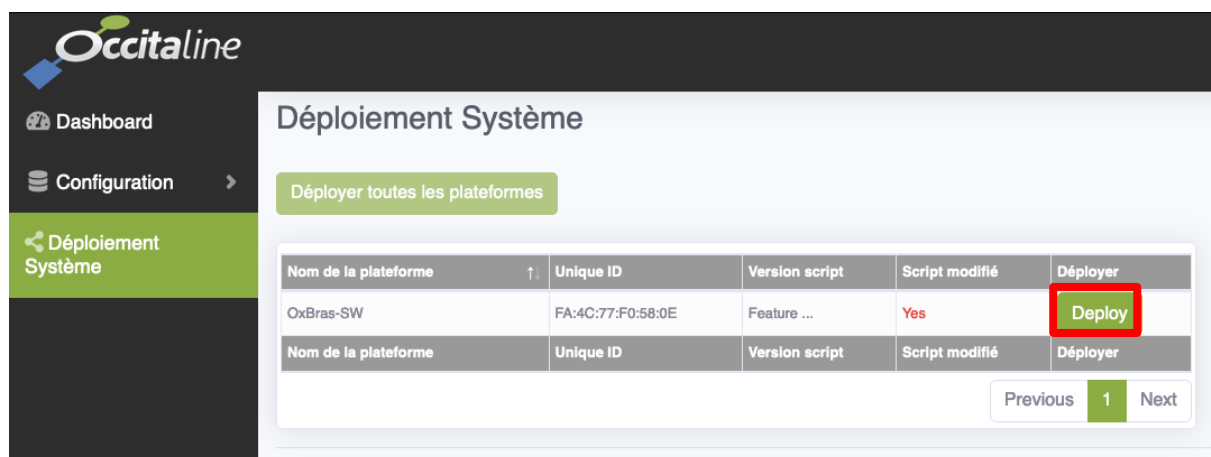 Occitaline
Dashboard
Configuration
Déploiement
Système
Déploiement Système
Déployer toutes les plateformes
Nom de la plateforme Unique ID Version script Script modifié Déployer
OxBras-SW FA:4C:77:F0:58:0E Feature ... Yes Deploy
Nom de la plateforme Unique ID Version script Script modifié Déployer
Previous 1 Next